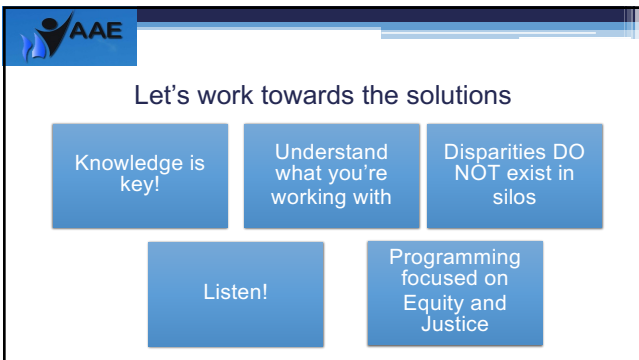 AAE
Let's work towards the solutions
Knowledge is
key!
Understand
what you're
working with
Disparities DO
NOT exist in
silos
Listen!
Programming
focused on
Equity and
Justice